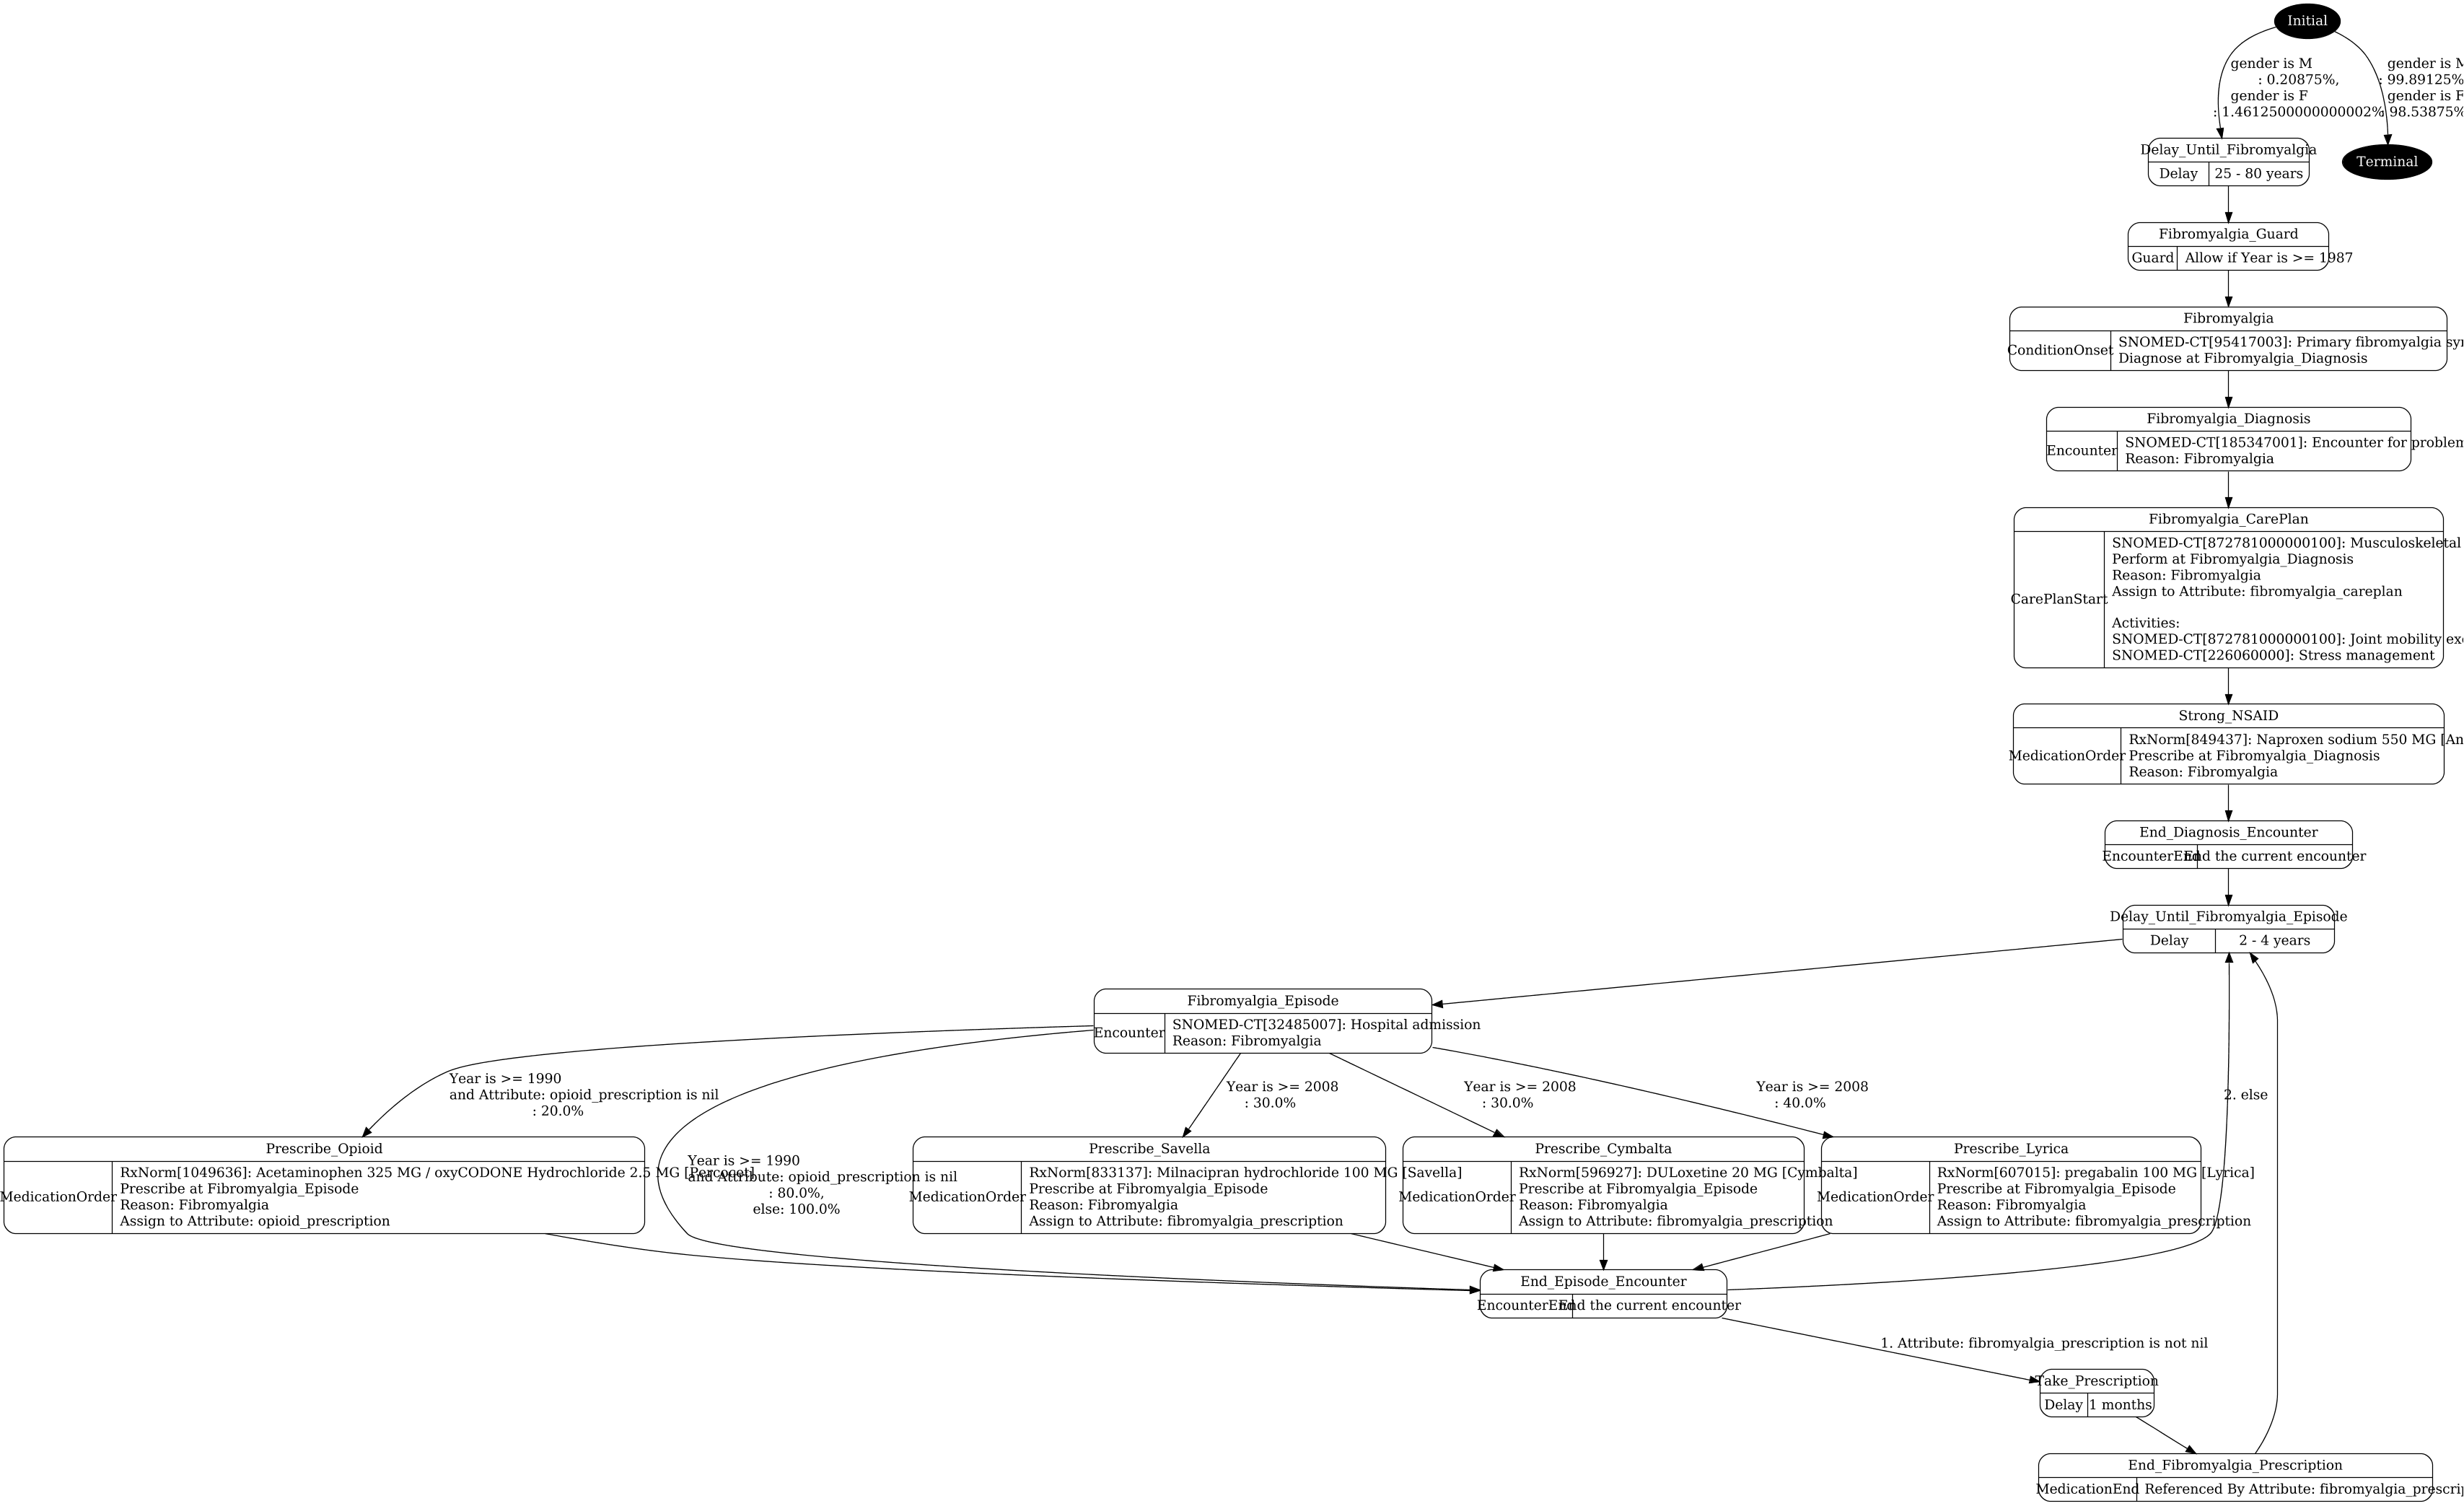 Initial
gender is M
: 0.20875%,
gender is F
: 1.4612500000000002%
gender is M
: 99.89125%
gender is F
: 98.53875%
Delay_Until_Fibromyalgia
Delay 25 - 80 years
Terminal
Fibromyalgia_Guard
Guard Allow if Year is >= 1987
Fibromyalgia
ConditionOnset
SNOMED-CT[95417003]: Primary fibromyalgia
Diagnose at Fibromyalgia_Diagnosis
Fibromyalgia_Diagnosis
Encounter
SNOMED-CT[185347001]: Encounter for problem
Reason: Fibromyalgia
Fibromyalgia_CarePlan
CarePlanStart
SNOMED-CT[872781000000100]: Musculoskeletal
Perform at Fibromyalgia_Diagnosis
Reason: Fibromyalgia
Assign to Attribute: fibromyalgia_careplan
Activities:
SNOMED-CT[872781000000100]: Joint mobility
SNOMED-CT[226060000]: Stress management
Strong_NSAID
MedicationOrder
RxNorm[849437]: Naproxen sodium 550 MG [An
Prescribe at Fibromyalgia_Diagnosis
Reason: Fibromyalgia
End_Diagnosis_Encounter
EncounterEnd End the current encounter
Delay_Until_Fibromyalgia_Episode
Delay 2 - 4 years
Fibromyalgia_Episode
Encounter
SNOMED-CT[32485007]: Hospital admission
Reason: Fibromyalgia
Year is >= 1990
and Attribute: opioid_prescription is nil
: 20.0%
Year is >= 1990
and Attribute: opioid_prescription is nil
: 80.0%,
else: 100.0%
Year is >= 2008
: 30.0%
Year is >= 2008
: 30.0%
Year is >= 2008
: 40.0%
2. else
Prescribe_Opioid
MedicationOrder
RxNorm[1049636]: Acetaminophen 325 MG / oxyCODONE Hydrochloride 2.5 MG [Percocet]
Prescribe at Fibromyalgia_Episode
Reason: Fibromyalgia
Assign to Attribute: opioid_prescription
Prescribe_Savella
MedicationOrder
RxNorm[833137]: Milnacipran hydrochloride 100 MG [Savella]
Prescribe at Fibromyalgia_Episode
Reason: Fibromyalgia
Assign to Attribute: fibromyalgia_prescription
Prescribe_Cymbalta
MedicationOrder
RxNorm[596927]: DULoxetine 20 MG [Cymbalta]
Prescribe at Fibromyalgia_Episode
Reason: Fibromyalgia
Assign to Attribute: fibromyalgia_prescription
Prescribe_Lyrica
MedicationOrder
RxNorm[607015]: pregabalin 100 MG [Lyrica]
Prescribe at Fibromyalgia_Episode
Reason: Fibromyalgia
Assign to Attribute: fibromyalgia_prescription
End_Episode_Encounter
EncounterEnd End the current encounter
1. Attribute: fibromyalgia_prescription is not nil
Take_Prescription
Delay 1 months
End_Fibromyalgia_Prescription
MedicationEnd Referenced By Attribute: fibromyalgia_prescri